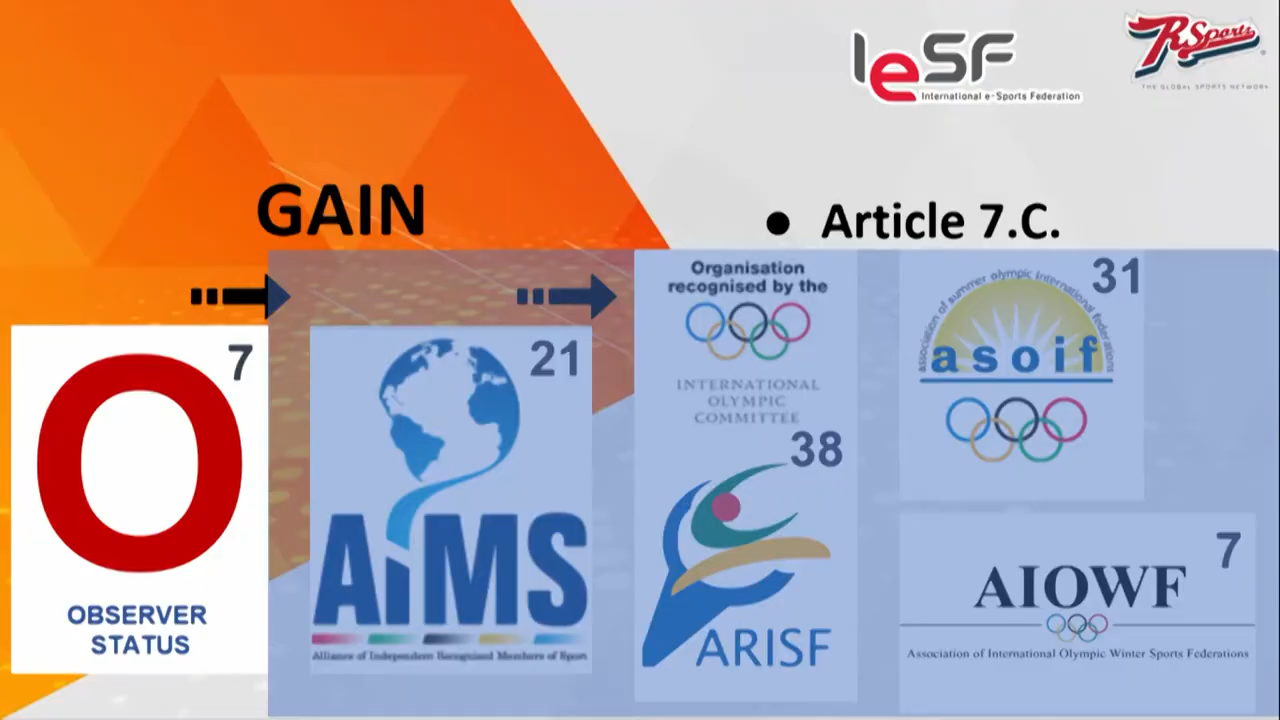 IeSF
International e-Sports Federation
RSports
THE GLOBAL SPORTS NETWORK
GAIN
● Article 7.C.
7
O
OBSERVER
STATUS
21
AiMS
Alliance of Independent Recognised Members of Sport
Organisation
recognised by the
INTERNATIONAL
OLYMPIC
COMMITTEE
38
ARISF
31
association of summer olympic international federations
asoif
7
AIOWF
Association of International Olympic Winter Sports Federations